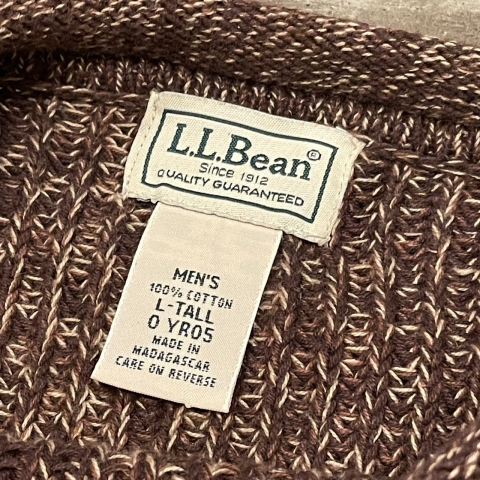 L.L.Bean®
Since 1912
QUALITY GUARANTEED
MEN'S
100% COTTON
L-TALL
0 YR05
MADE IN
MADAGASCAR
CARE ON REVERSE